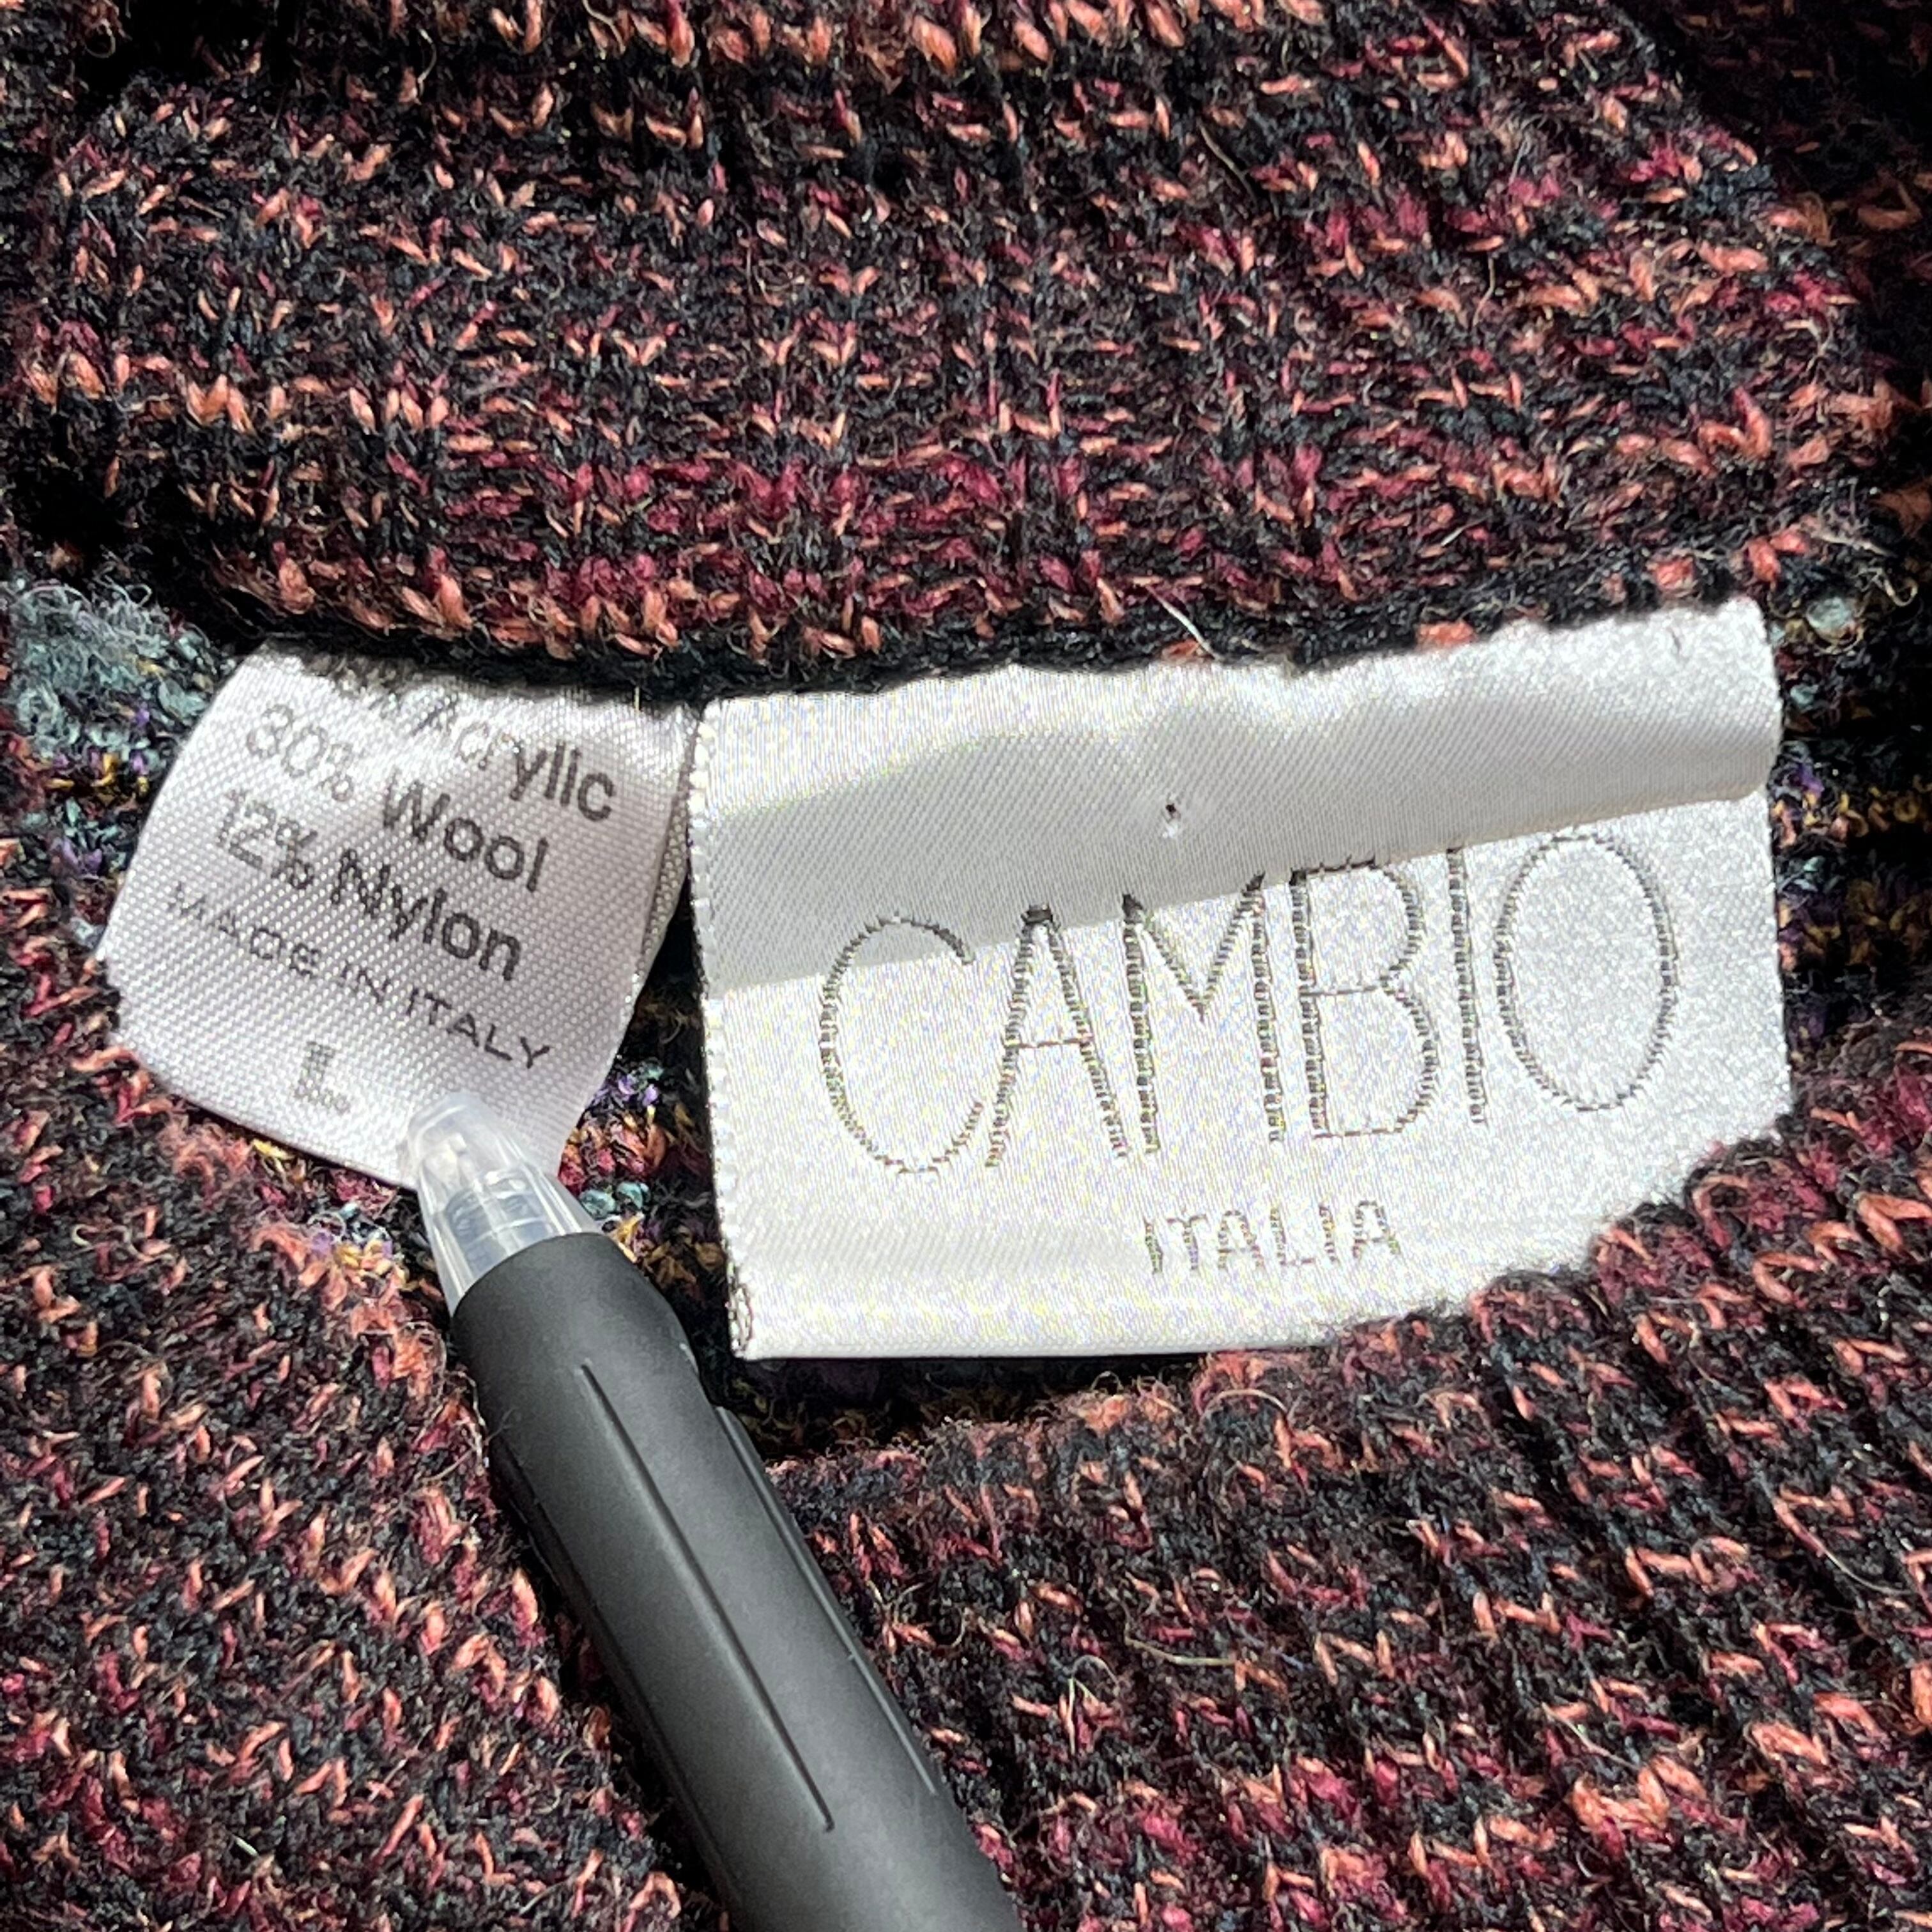 Acrylic
30% Wool
12% Nylon
MADE IN ITALY
L
CAMBIO
ITALIA